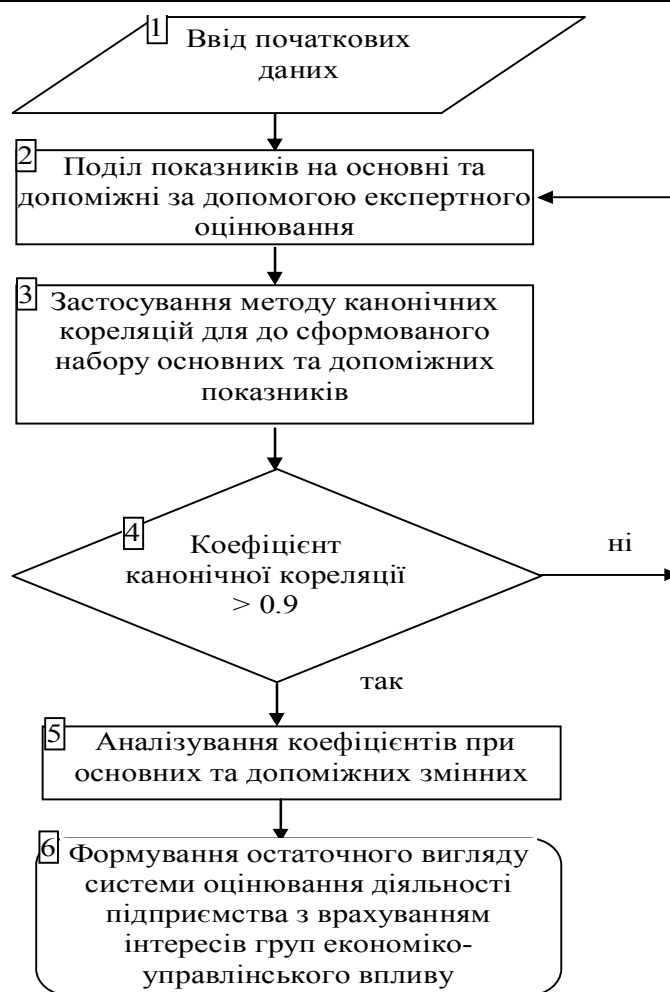 1
Ввід початкових
даних
2
Поділ показників на основні та
допоміжні за допомогою експертного
оцінювання
3
Застосування методу канонічних
кореляцій для до сформованого
набору основних та допоміжних
показників
4
Коефіцієнт
канонічної кореляції
> 0.9
ні
так
5
Аналізування коефіцієнтів при
основних та допоміжних змінних
6
Формування остаточного вигляду
системи оцінювання діяльності
підприємства з врахуванням
інтересів груп економіко-
управлінського впливу